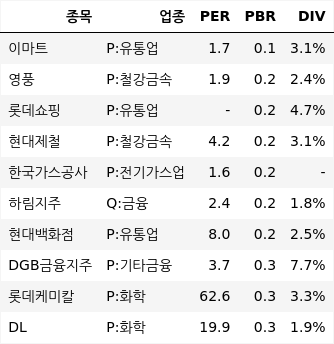 종목 업종 PER PBR DIV
이마트 P:유통업 1.7 0.1 3.1%
영풍 P:철강금속 1.9 0.2 2.4%
롯데쇼핑 P:유통업 - 0.2 4.7%
현대제철 P:철강금속 4.2 0.2 3.1%
한국가스공사 P:전기가스업 1.6 0.2 -
하림지주 Q:금융 2.4 0.2 1.8%
현대백화점 P:유통업 8.0 0.2 2.5%
DGB금융지주 P:기타금융 3.7 0.3 7.7%
롯데케미칼 P:화학 62.6 0.3 3.3%
DL P:화학 19.9 0.3 1.9%